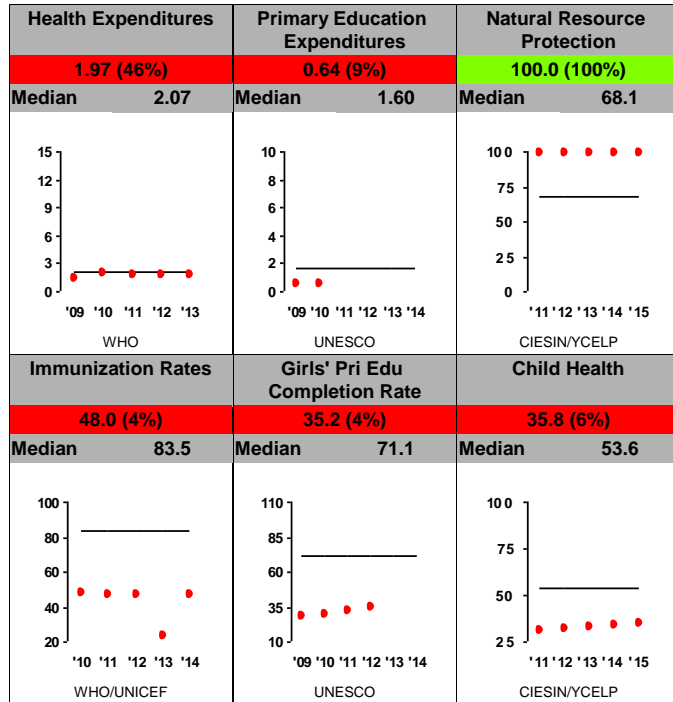 Health Expenditures
1.97 (46%)
Median 2.07
15
12
9
6
3
0
'09 '10 '11 '12 '13
WHO
Primary Education
Expenditures
0.64 (9%)
Median 1.60
10
8
6
4
2
0
'09 '10 '11 '12 '13 '14
UNESCO
Natural Resource
Protection
100.0 (100%)
Median 68.1
100
75
50
25
0
'11 '12 '13 '14 '15
CIESIN/YCELP
Immunization Rates
48.0 (4%)
Median 83.5
100
80
60
40
20
'10 '11 '12 '13 '14
WHO/UNICEF
Girls' Pri Edu
Completion Rate
35.2 (4%)
Median 71.1
110
85
60
35
10
'09 '10 '11 '12 '13 '14
UNESCO
Child Health
35.8 (6%)
Median 53.6
100
75
50
25
'11 '12 '13 '14 '15
CIESIN/YCELP